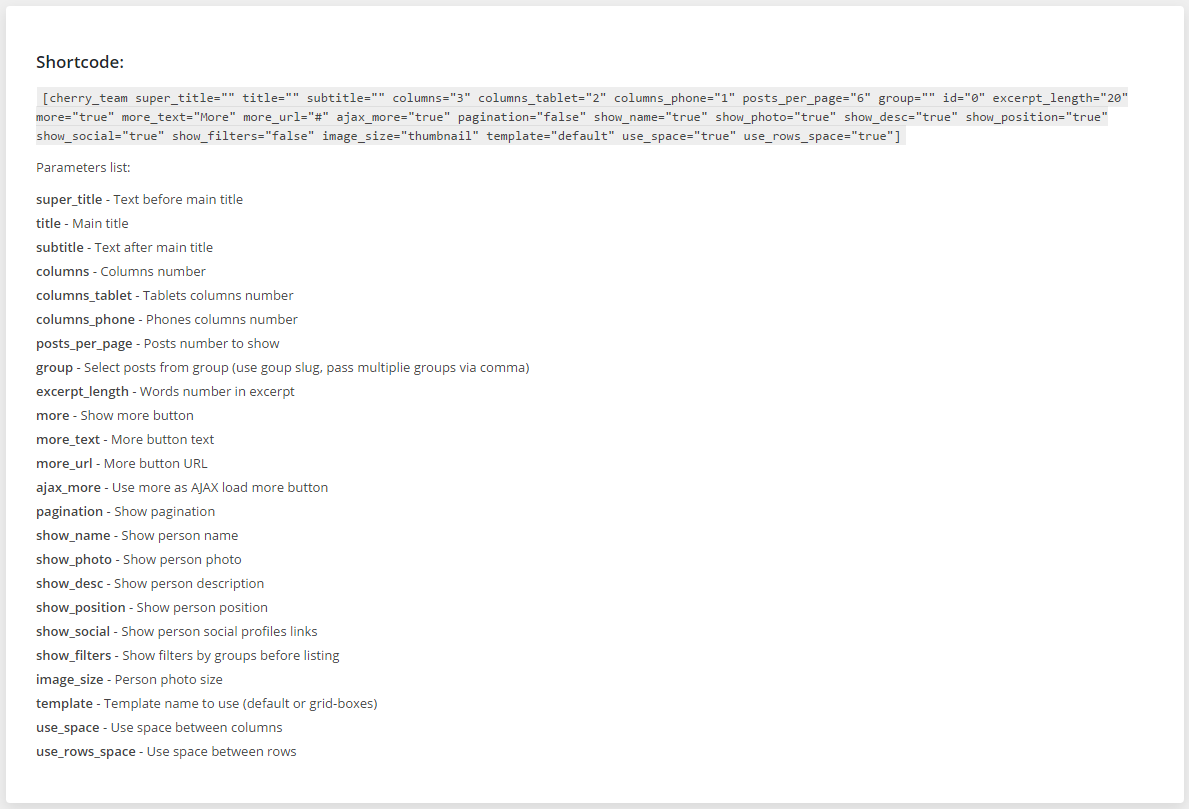 Shortcode:
[cherry_team super_title="" title="" subtitle="" columns="3" columns_tablet="2" columns_phone="1" posts_per_page="6" group="" id="0" excerpt_length="20"
more="true" more_text="More" more_url="#" ajax_more="true" pagination="false" show_name="true" show_photo="true" show_desc="true" show_position="true"
show_social="true" show_filters="false" image_size="thumbnail" template="default" use_space="true" use_rows_space="true"]
Parameters list:
super_title - Text before main title
title - Main title
subtitle - Text after main title
columns - Columns number
columns_tablet - Tablets columns number
columns_phone - Phones columns number
posts_per_page - Posts number to show
group - Select posts from group (use goup slug, pass multiplie groups via comma)
excerpt_length - Words number in excerpt
more - Show more button
more_text - More button text
more_url - More button URL
ajax_more - Use more as AJAX load more button
pagination - Show pagination
show_name - Show person name
show_photo - Show person photo
show_desc - Show person description
show_position - Show person position
show_social - Show person social profiles links
show_filters - Show filters by groups before listing
image_size - Person photo size
template - Template name to use (default or grid-boxes)
use_space - Use space between columns
use_rows_space - Use space between rows